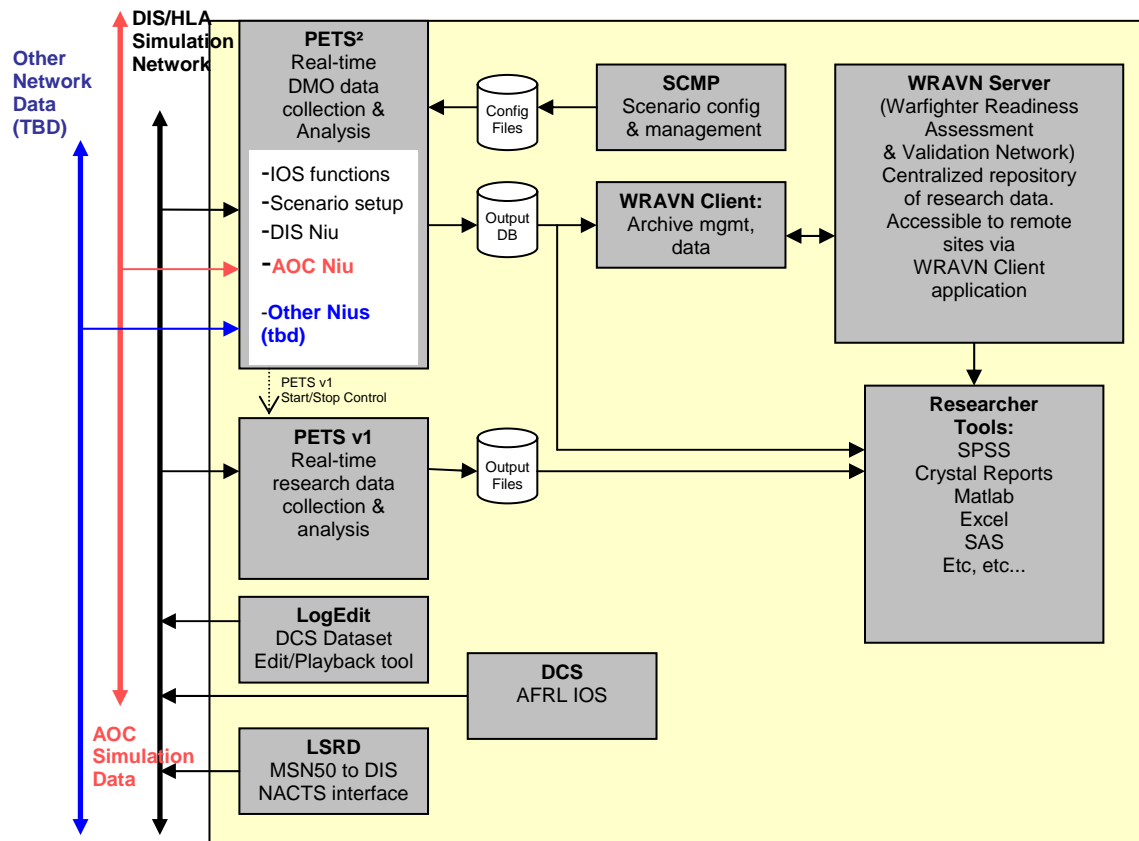 DIS/HLA
Simulation
Network
Other
Network
Data
(TBD)
PETS²
Real-time
DMO data
collection &
Analysis
-IOS functions
-Scenario setup
-DIS Niu
-AOC Niu
-Other Nius
(tbd)
Config
Files
SCMP
Scenario config
& management
WRAVN Server
(Warfighter Readiness
Assessment
& Validation Network)
Centralized repository
of research data.
Accessible to remote
sites via
WRAVN Client
application
Output
DB
WRAVN Client:
Archive mgmt,
data
PETS v1
Start/Stop Control
PETS v1
Real-time
research data
collection &
analysis
Output
Files
Researcher
Tools:
SPSS
Crystal Reports
Matlab
Excel
SAS
Etc, etc...
LogEdit
DCS Dataset
Edit/Playback tool
DCS
AFRL IOS
AOC
Simulation
Data
LSRD
MSN50 to DIS
NACTS interface